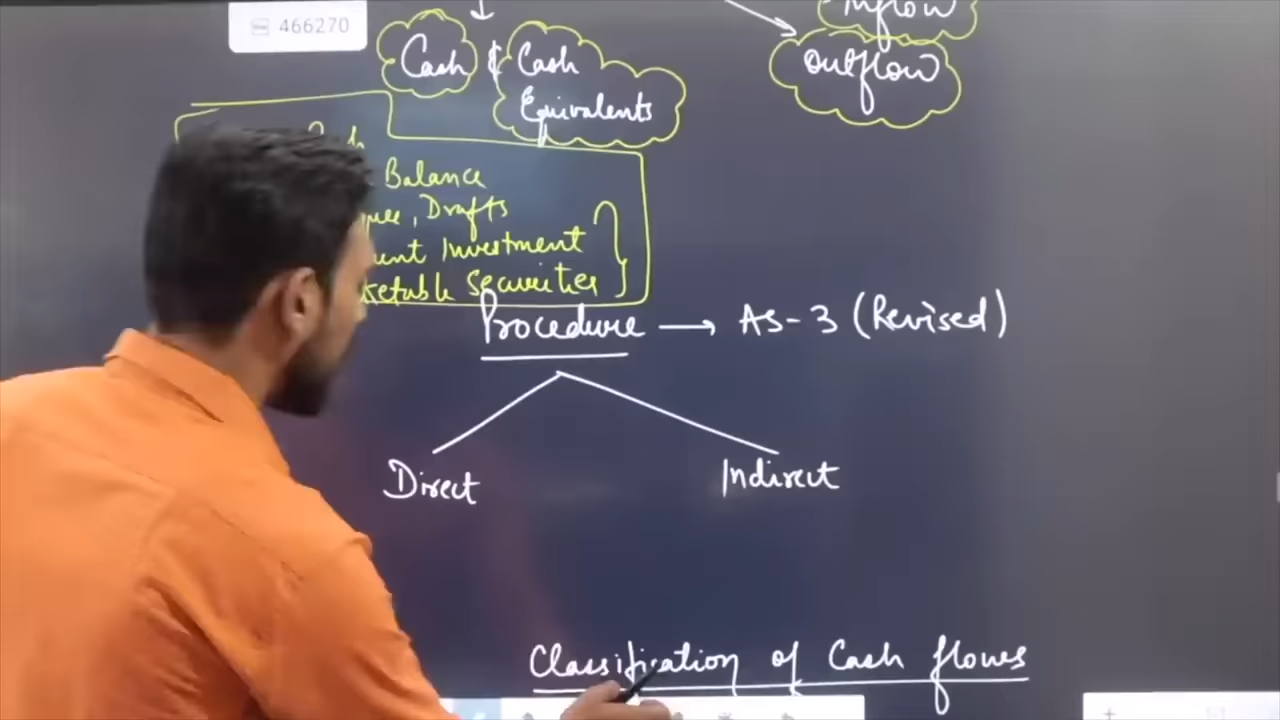 466270
Inflow
Cash & Cash
Equivalents
outflow
Balance
, Drafts
Investment
Securities
Procedure → AS-3 (Revised)
Direct
Indirect
Classification of Cash flows